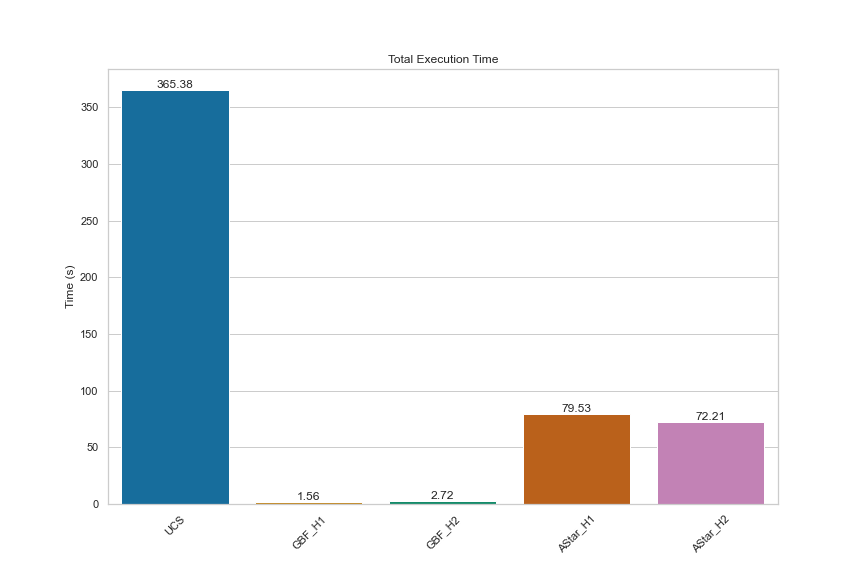 Total Execution Time
365.38
350
300
250
200
150
100
50
0
Time (s)
1.56
2.72
79.53
72.21
UCS
GBF_H1
GBF_H2
AStar_H1
AStar_H2